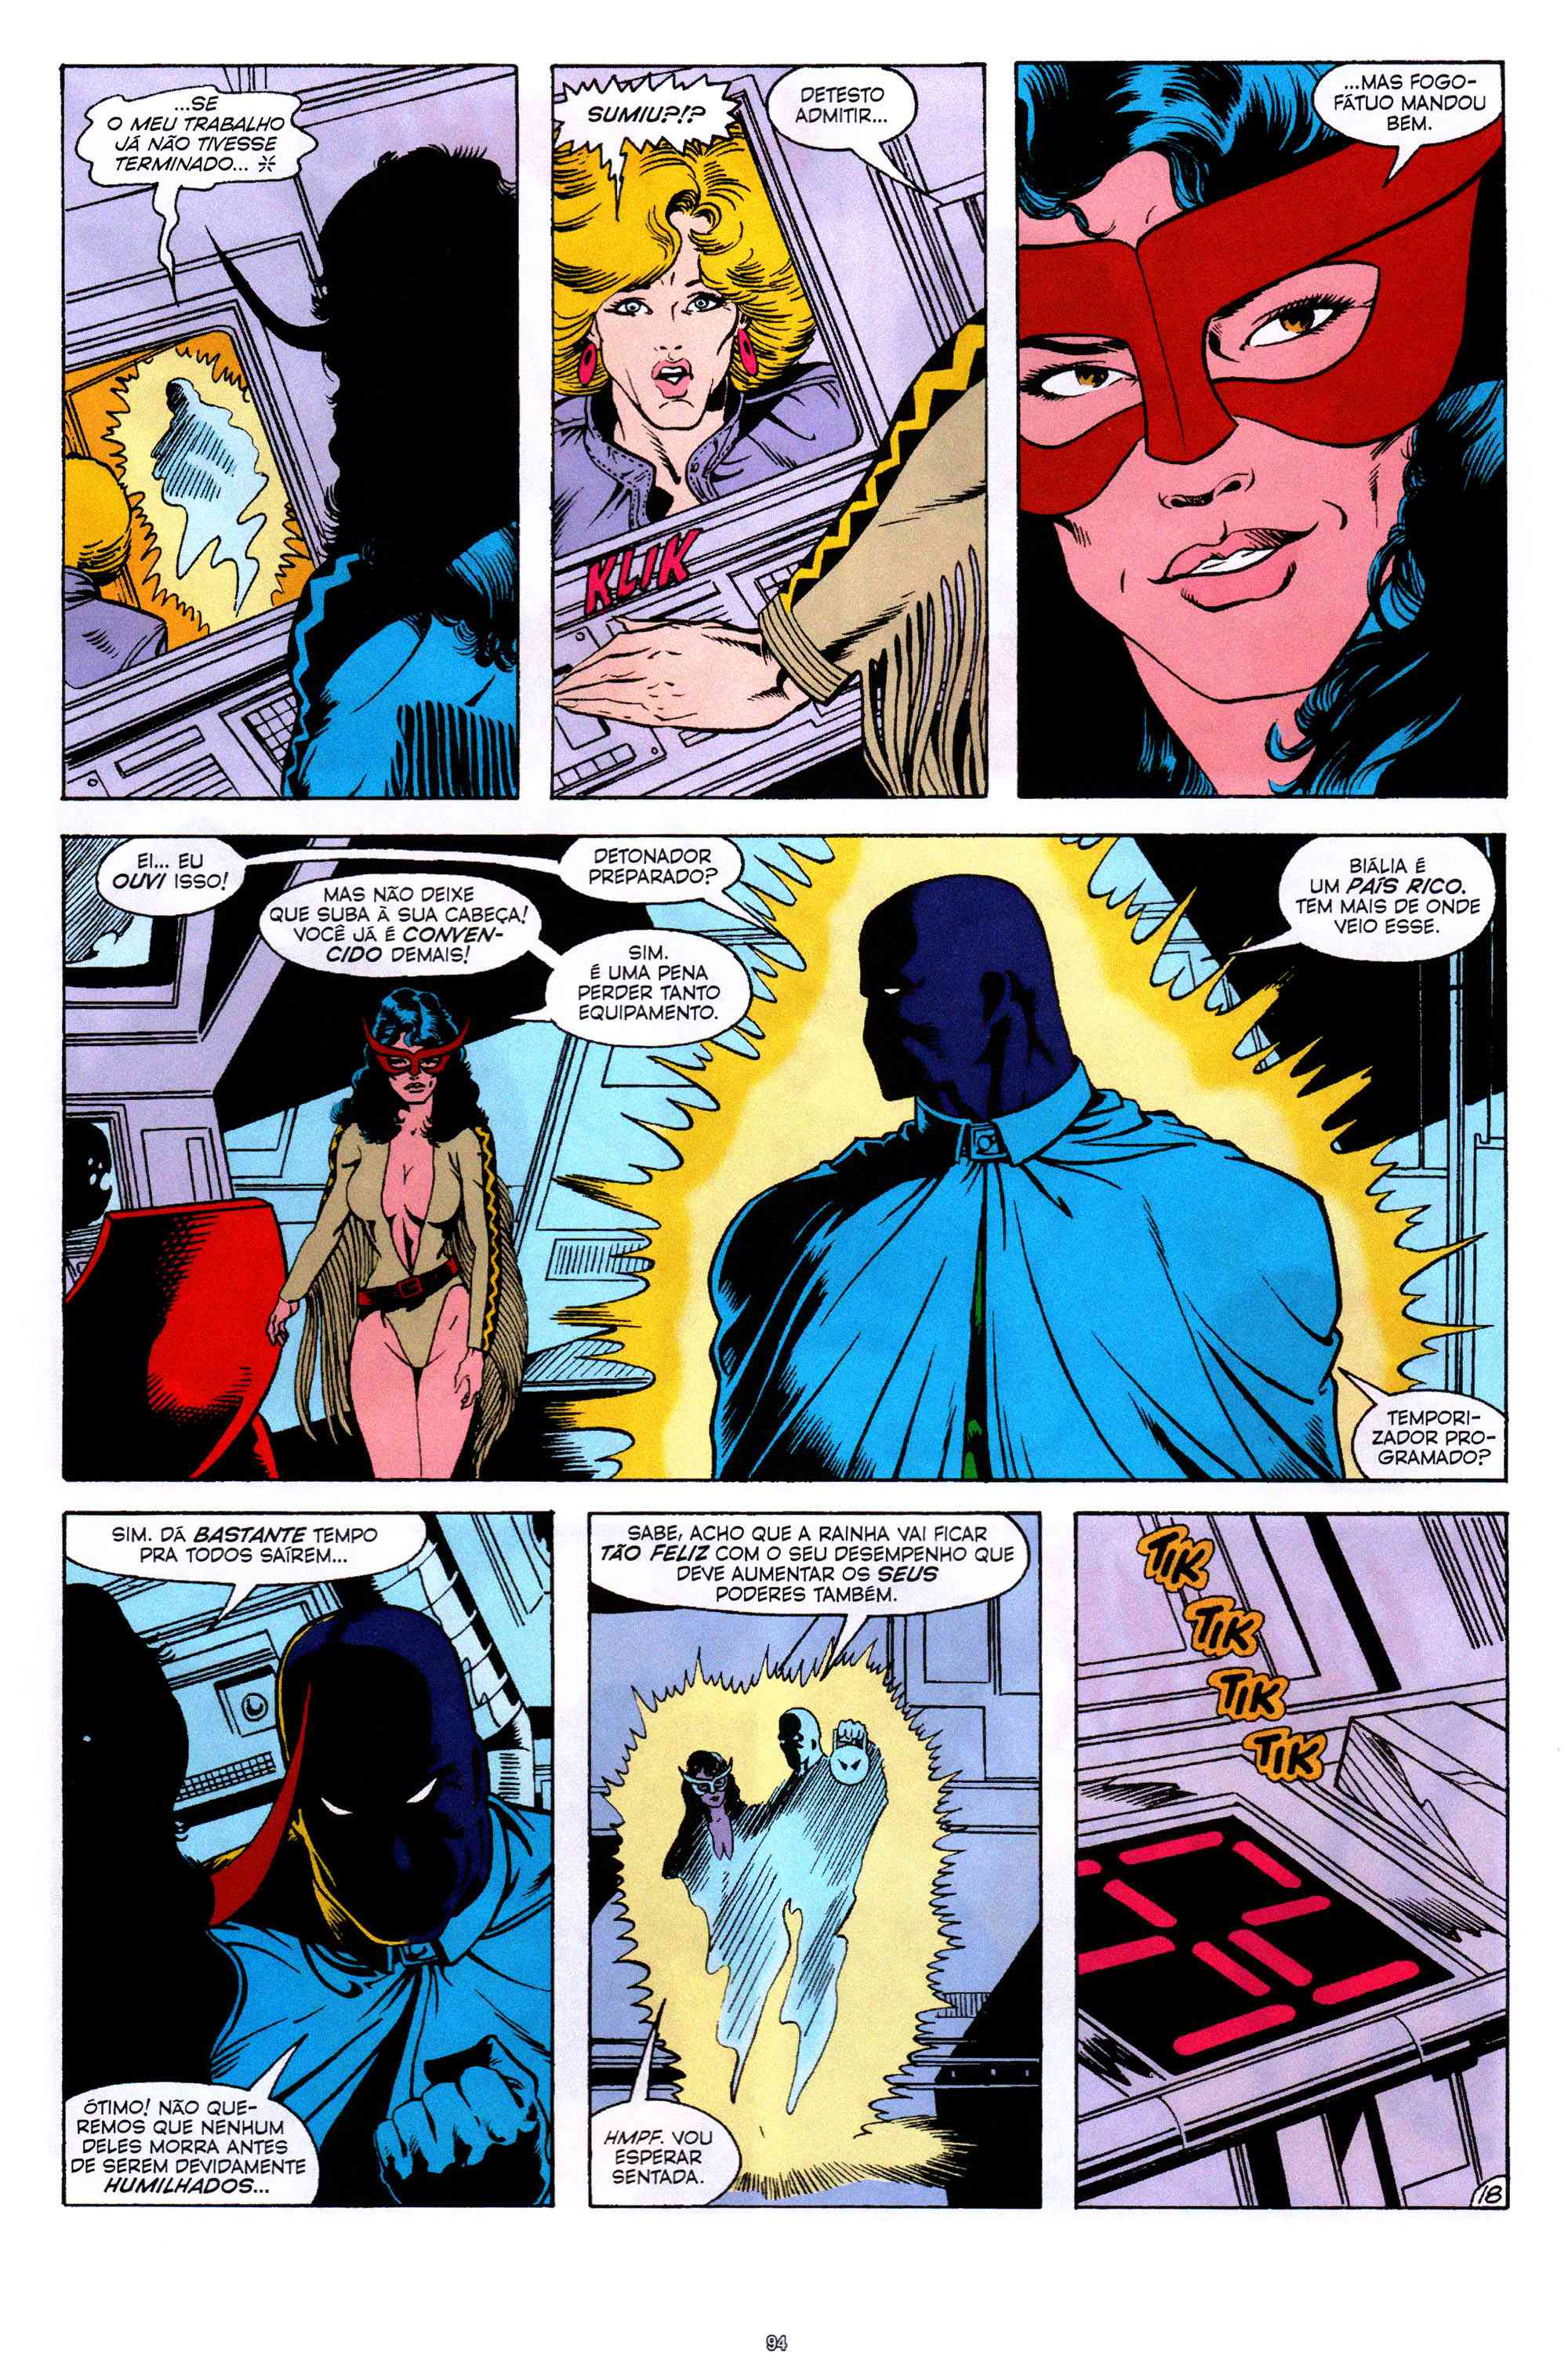 ...SE
O MEU TRABALHO
JÁ NÃO TIVESSE
TERMINADO...
SUMIU?!?
DETESTO
ADMITIR...
KLIK
...MAS FOGO-
FÁTUO MANDOU
BEM.
EI... EU
OUVI ISSO!
MAS NÃO DEIXE
QUE SUBA À SUA CABEÇA!
VOCÊ JÁ É CONVEN-
CIDO DEMAIS!
DETONADOR
PREPARADO?
SIM.
É UMA PENA
PERDER TANTO
EQUIPAMENTO.
BIÁLIA É
UM PAÍS RICO.
TEM MAIS DE ONDE
VEIO ESSE.
TEMPORI-
ZADOR PRO-
GRAMADO?
SIM. DÁ BASTANTE TEMPO
PRA TODOS SAÍREM...
ÓTIMO! NÃO QUE-
REMOS QUE NENHUM
DELES MORRA ANTES
DE SEREM DEVIDAMENTE
HUMILHADOS...
SABE, ACHO QUE A RAINHA VAI FICAR
TÃO FELIZ COM O SEU DESEMPENHO QUE
DEVE AUMENTAR OS SEUS
PODERES TAMBÉM.
HMPF. VOU
ESPERAR
SENTADA.
TIK
TIK
TIK
TIK
18
94